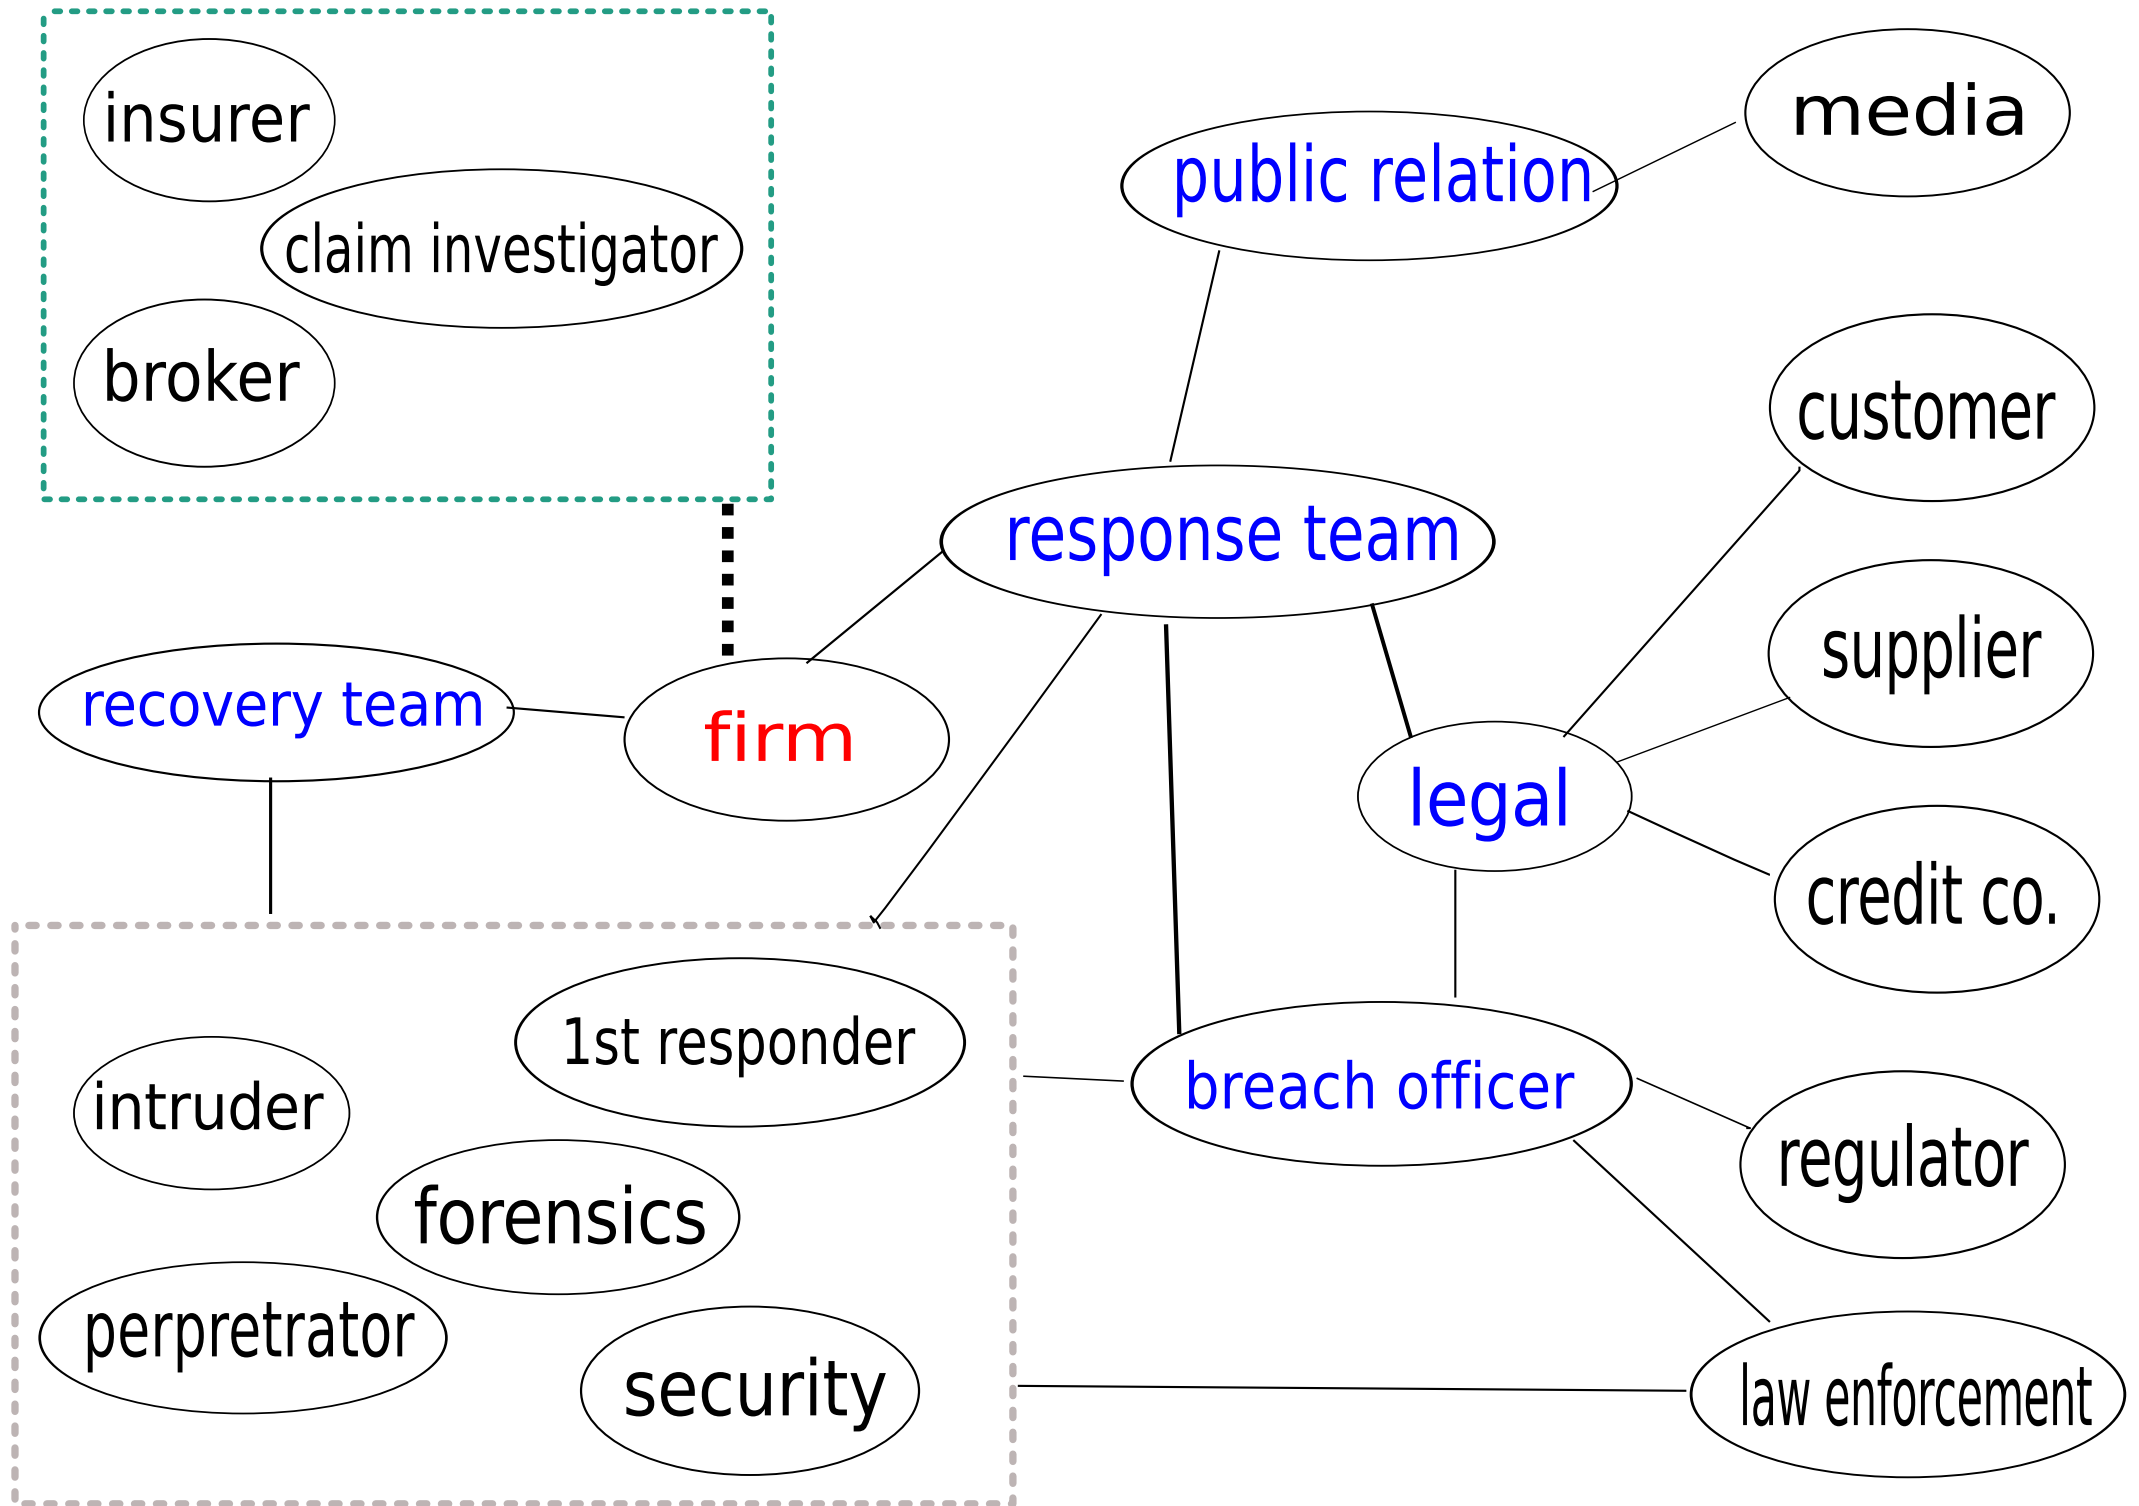 insurer
claim investigator
broker
public relation
media
response team
customer
supplier
recovery team
firm
legal
credit co.
1st responder
intruder
forensics
perpretrator
security
breach officer
regulator
law enforcement